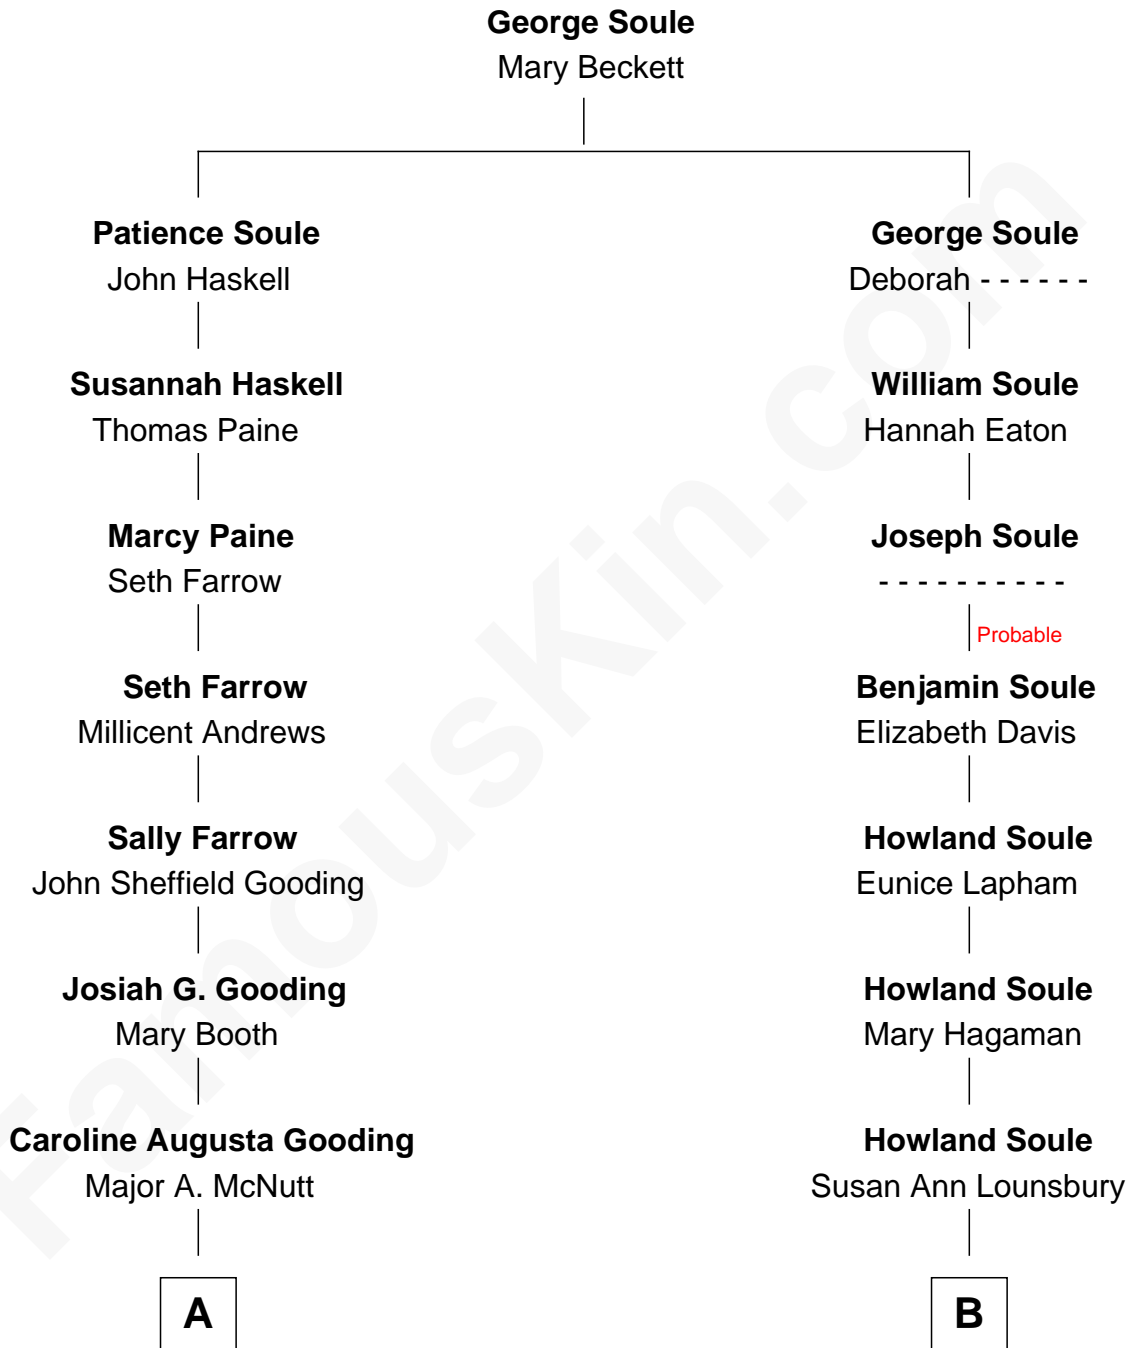 George Soule
Mary Beckett
Patience Soule
John Haskell
Susannah Haskell
Thomas Paine
Marcy Paine
Seth Farrow
Seth Farrow
Millicent Andrews
Sally Farrow
John Sheffield Gooding
Josiah G. Gooding
Mary Booth
Caroline Augusta Gooding
Major A. McNutt
A
George Soule
Deborah - - - - - -
William Soule
Hannah Eaton
Joseph Soule
- - - - - - - - - -
Probable
Benjamin Soule
Elizabeth Davis
Howland Soule
Eunice Lapham
Howland Soule
Mary Hagaman
Howland Soule
Susan Ann Lounsbury
B
FamousKin.com